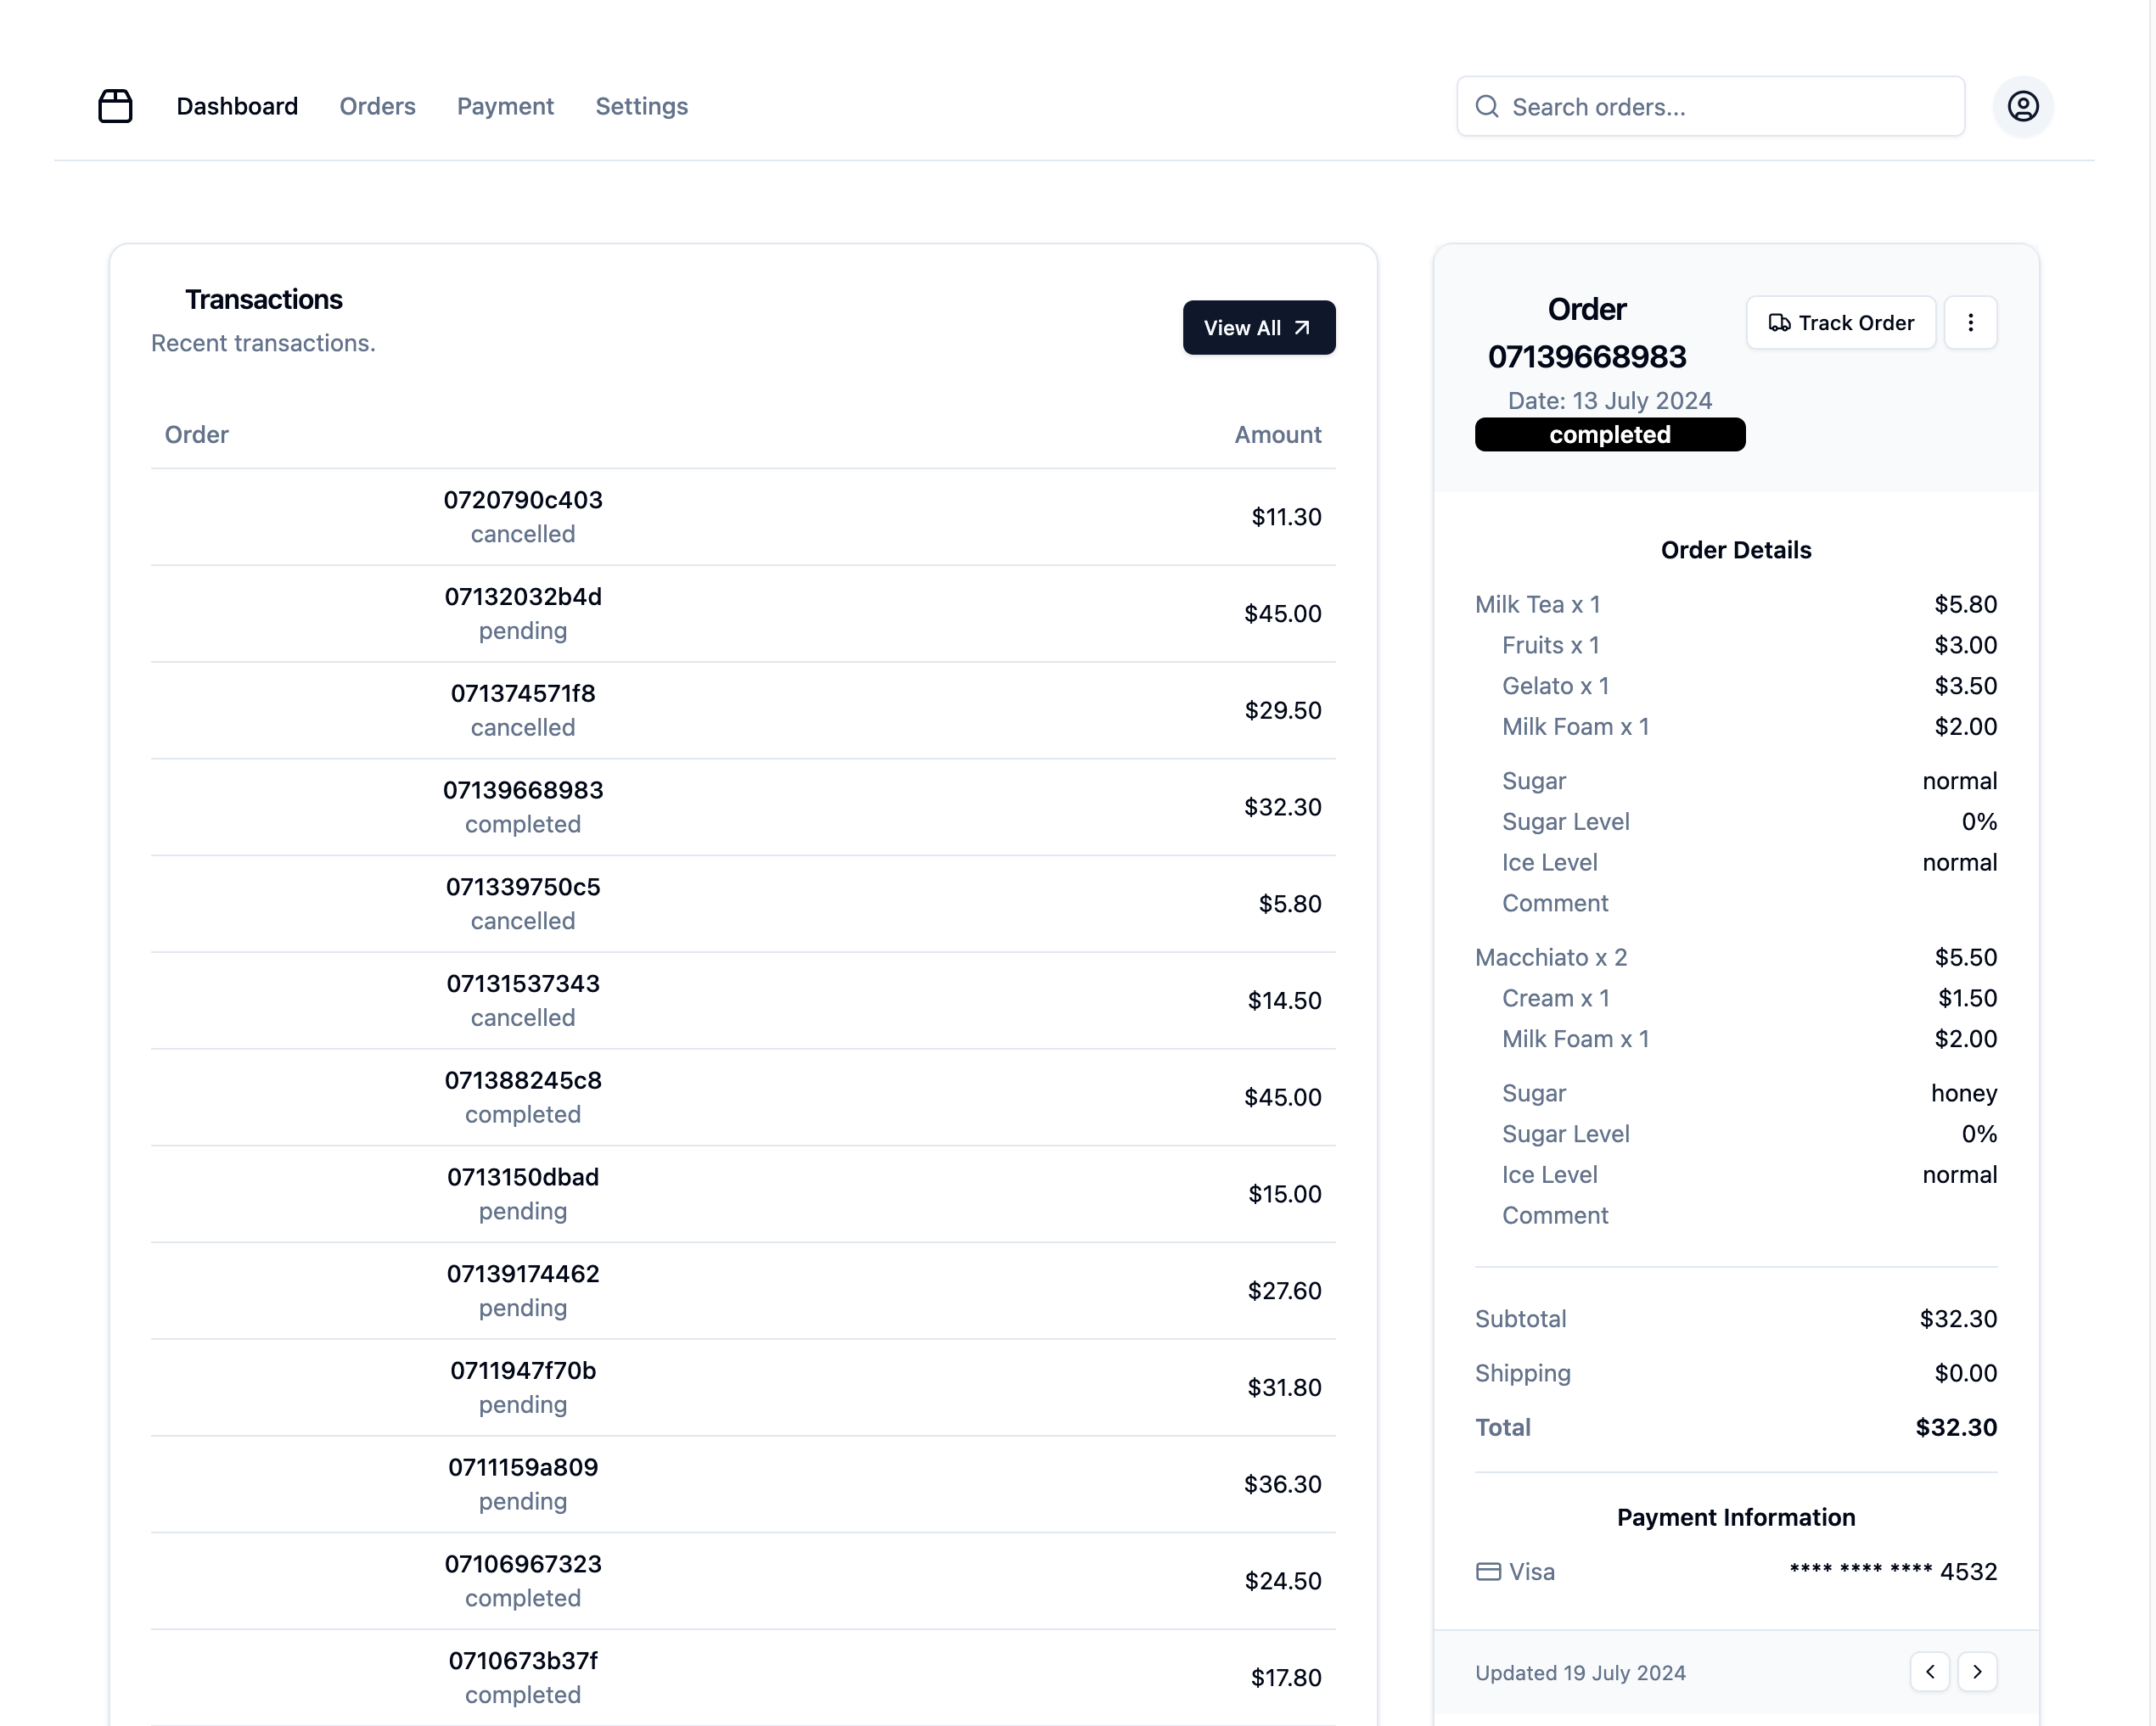 Dashboard Orders Payment Settings Search orders...
Transactions
Recent transactions.
View All
Order Amount
0720790c403
cancelled
$11.30
07132032b4d
pending
$45.00
071374571f8
cancelled
$29.50
07139668983
completed
$32.30
071339750c5
cancelled
$5.80
07131537343
cancelled
$14.50
071388245c8
completed
$45.00
0713150dbad
pending
$15.00
07139174462
pending
$27.60
0711947f70b
pending
$31.80
0711159a809
pending
$36.30
07106967323
completed
$24.50
0710673b37f
completed
$17.80
Order
07139668983
Track Order
Date: 13 July 2024
completed
Order Details
Milk Tea x 1 $5.80
Fruits x 1 $3.00
Gelato x 1 $3.50
Milk Foam x 1 $2.00
Sugar normal
Sugar Level 0%
Ice Level normal
Comment
Macchiato x 2 $5.50
Cream x 1 $1.50
Milk Foam x 1 $2.00
Sugar honey
Sugar Level 0%
Ice Level normal
Comment
Subtotal $32.30
Shipping $0.00
Total $32.30
Payment Information
Visa **** **** **** 4532
Updated 19 July 2024